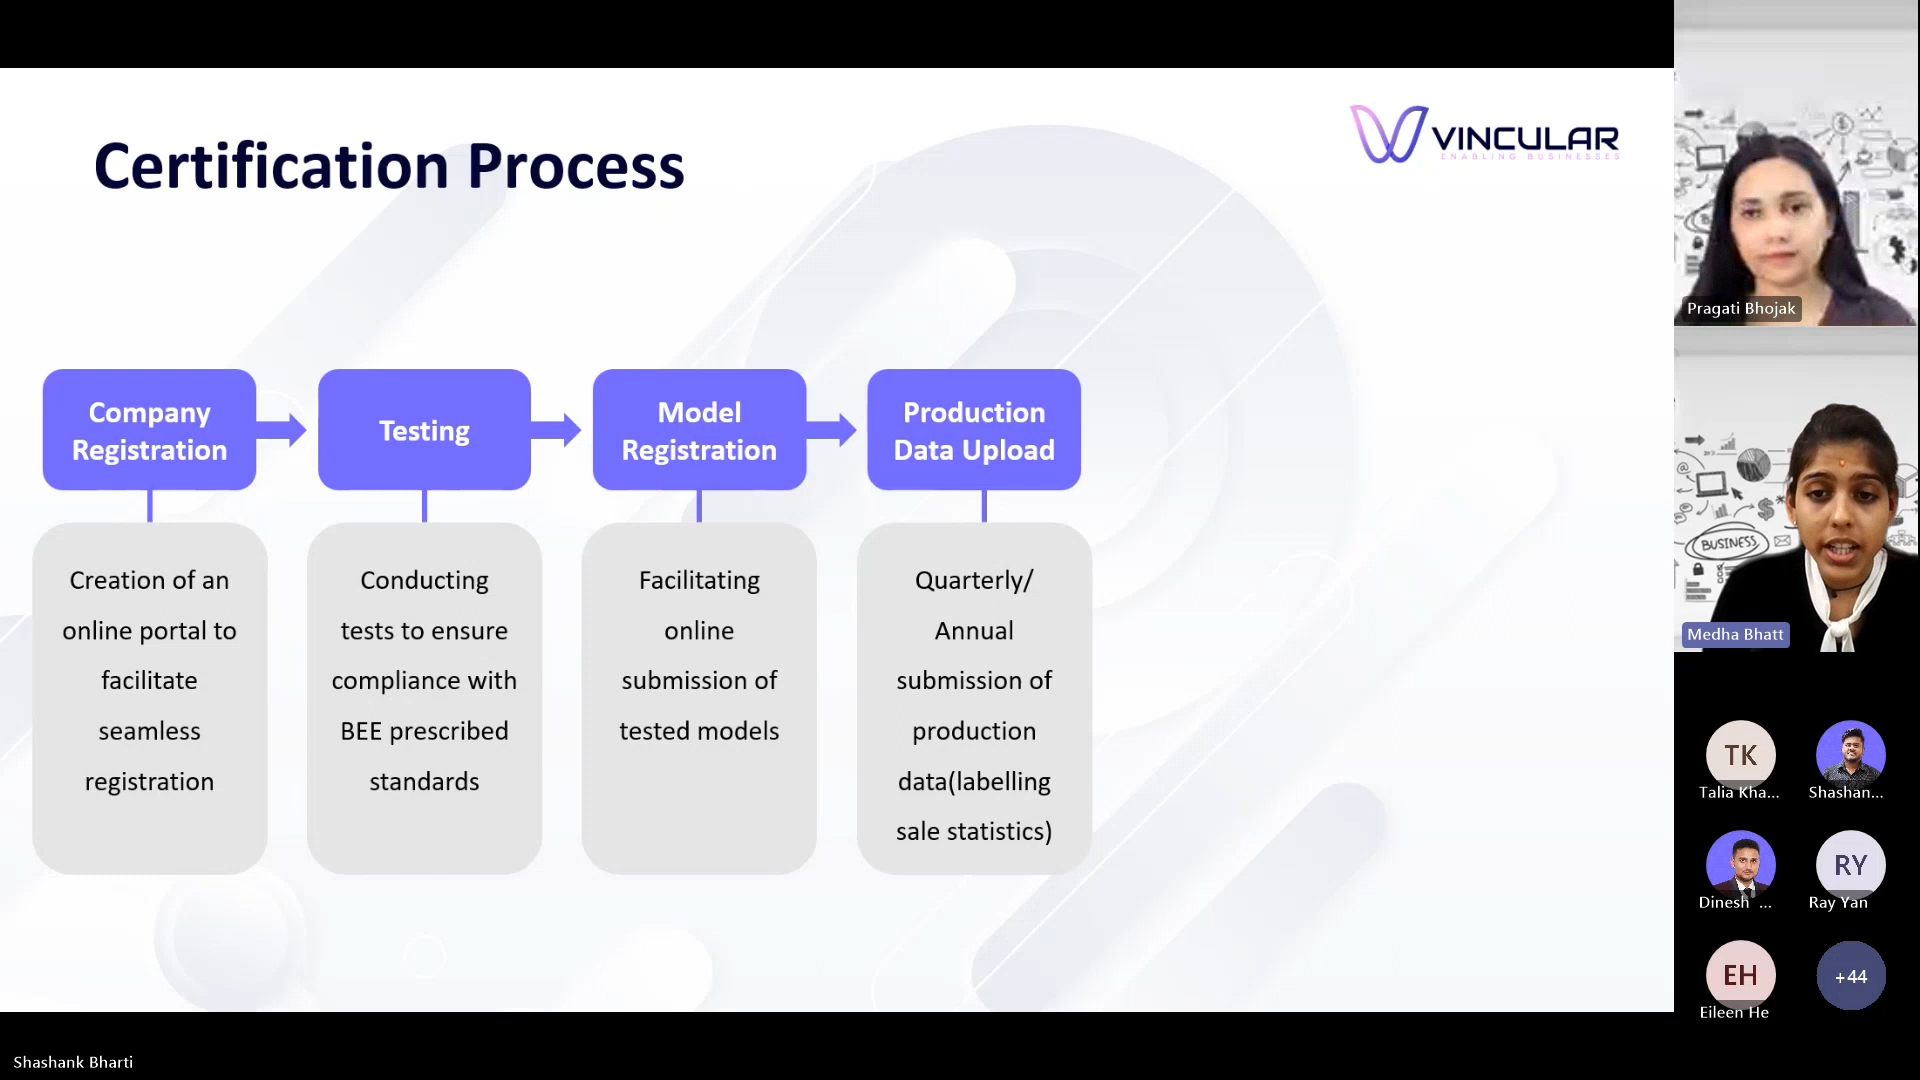 Certification Process
VINCULAR
ENABLING BUSINESSES
Company
Registration
Testing
Model
Registration
Production
Data Upload
Creation of an
online portal to
facilitate
seamless
registration
Conducting
tests to ensure
compliance with
BEE prescribed
standards
Facilitating
online
submission of
tested models
Quarterly/
Annual
submission of
production
data(labelling
sale statistics)
Pragati Bhojak
BUSINESS
Medha Bhatt
TK
Talia Kha...
Shashan...
Dinesh ...
RY
Ray Yan
EH
Eileen He
+44
Shashank Bharti